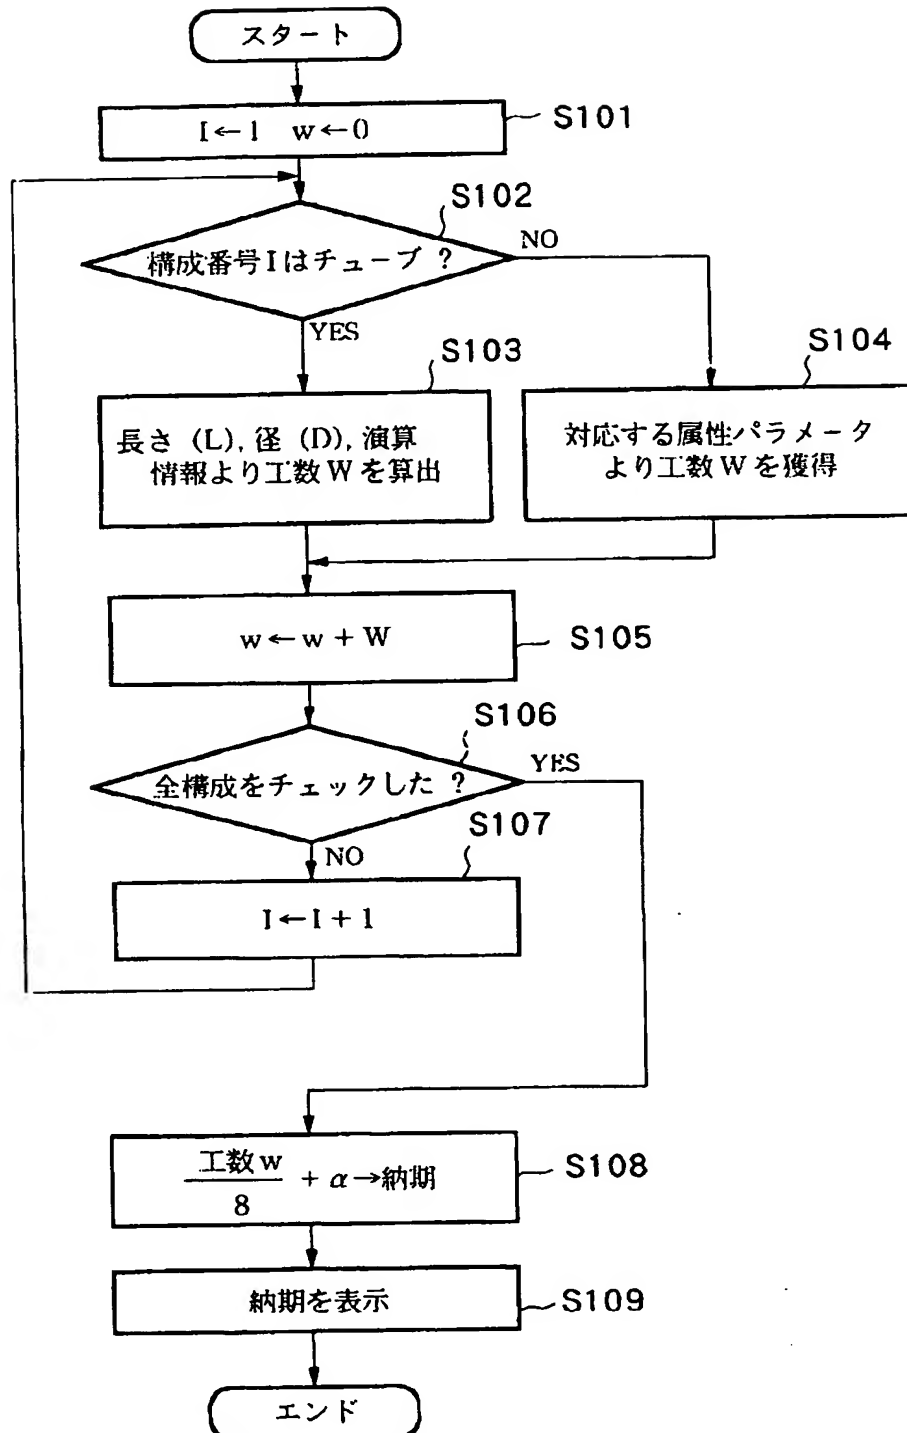 スタート
I←1 w←0
S101
S102
構成番号Iはチューブ ?
NO
YES
S103
長さ (L), 径 (D), 演算
情報より工数 W を算出
S104
対応する属性パラメータ
より工数 W を獲得
w←w + W
S105
S106
全構成をチェックした ?
YES
NO
S107
I←I + 1
工数 w
8
+ α→納期
S108
納期を表示
S109
エンド